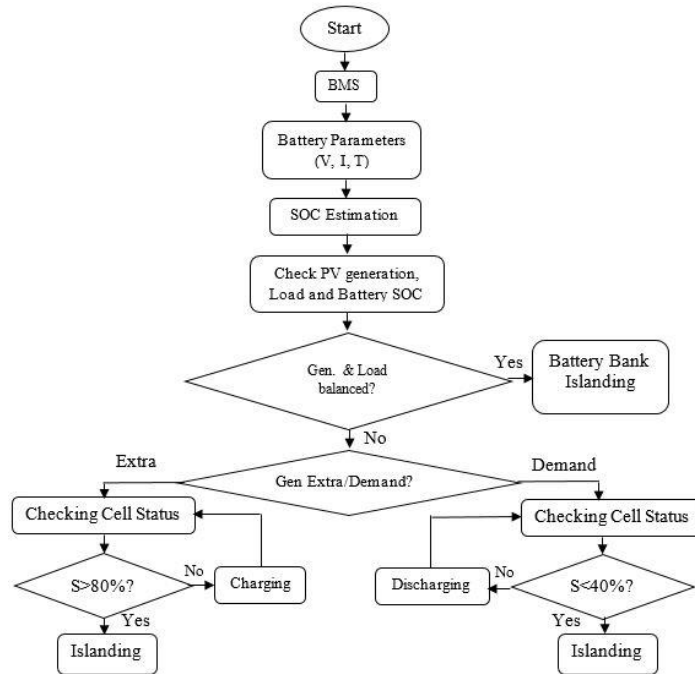 Start
BMS
Battery Parameters
(V, I, T)
SOC Estimation
Check PV generation,
Load and Battery SOC
Gen. & Load
balanced?
Yes
Battery Bank
Islanding
No
Extra
Gen Extra/Demand?
Demand
Checking Cell Status
Checking Cell Status
S>80%?
No
Charging
Discharging
No
S<40%?
Yes
Yes
Islanding
Islanding